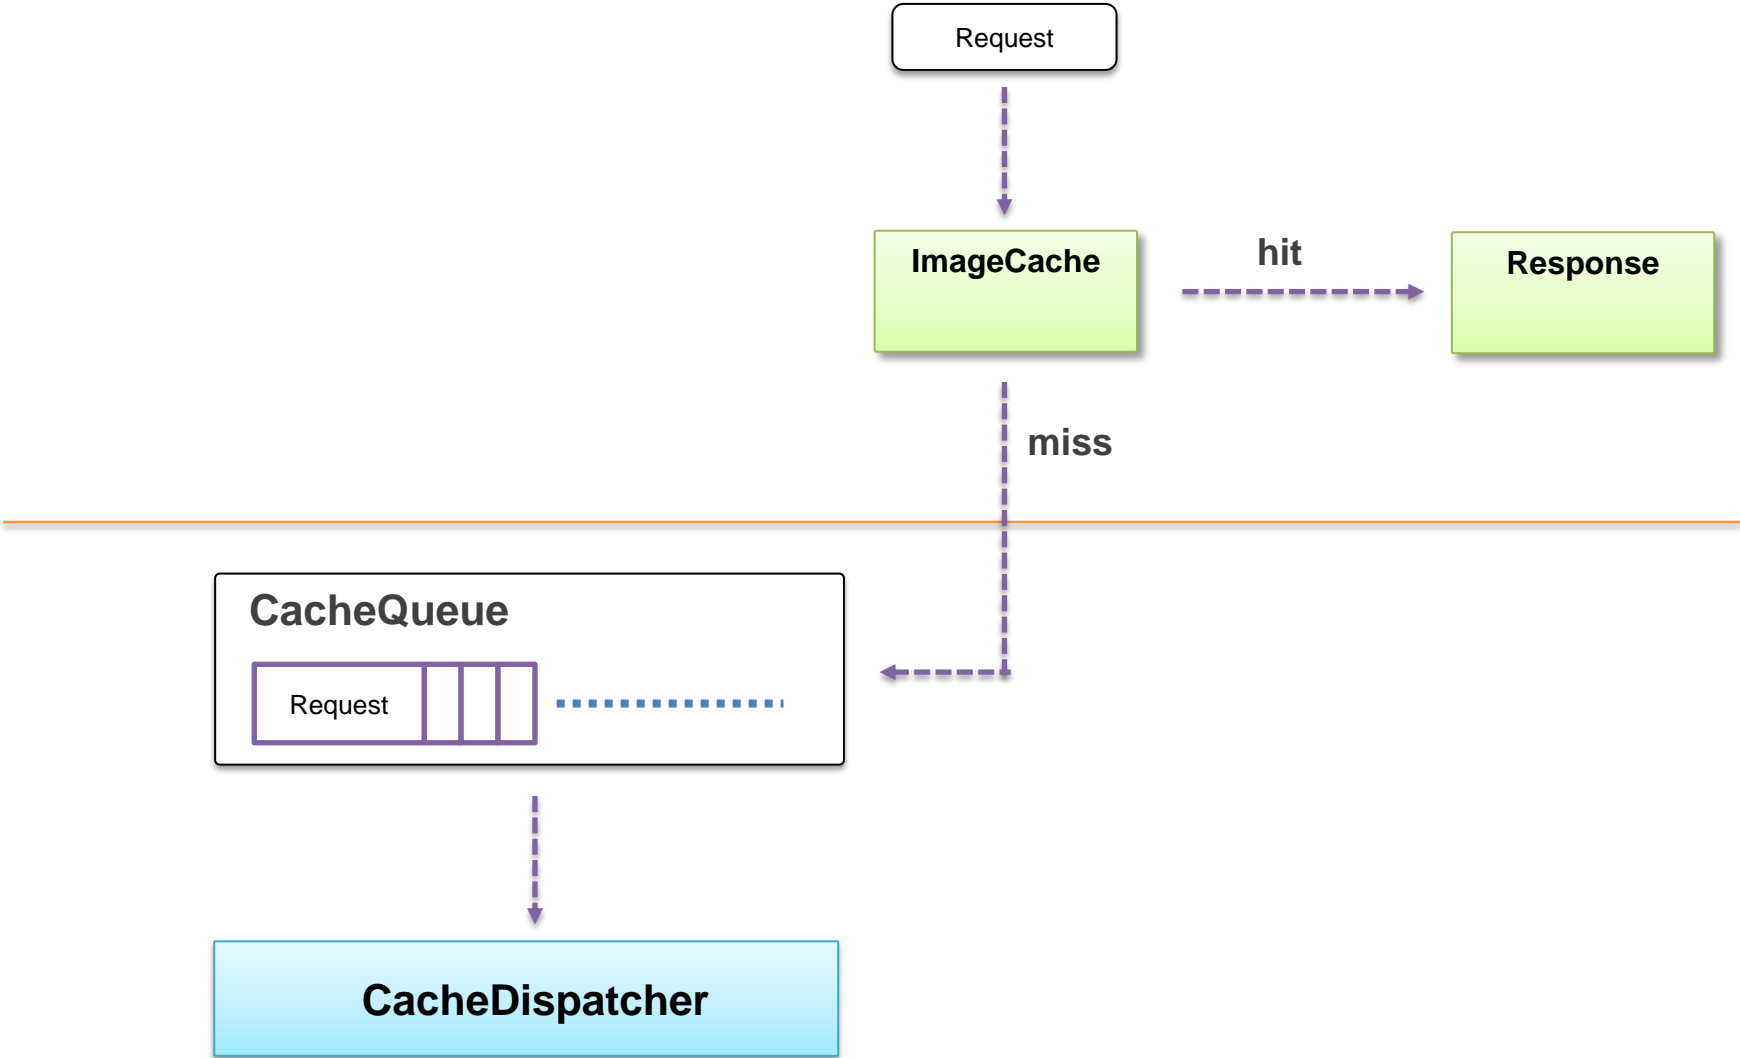 Request
ImageCache
hit
Response
miss
CacheQueue
Request
CacheDispatcher